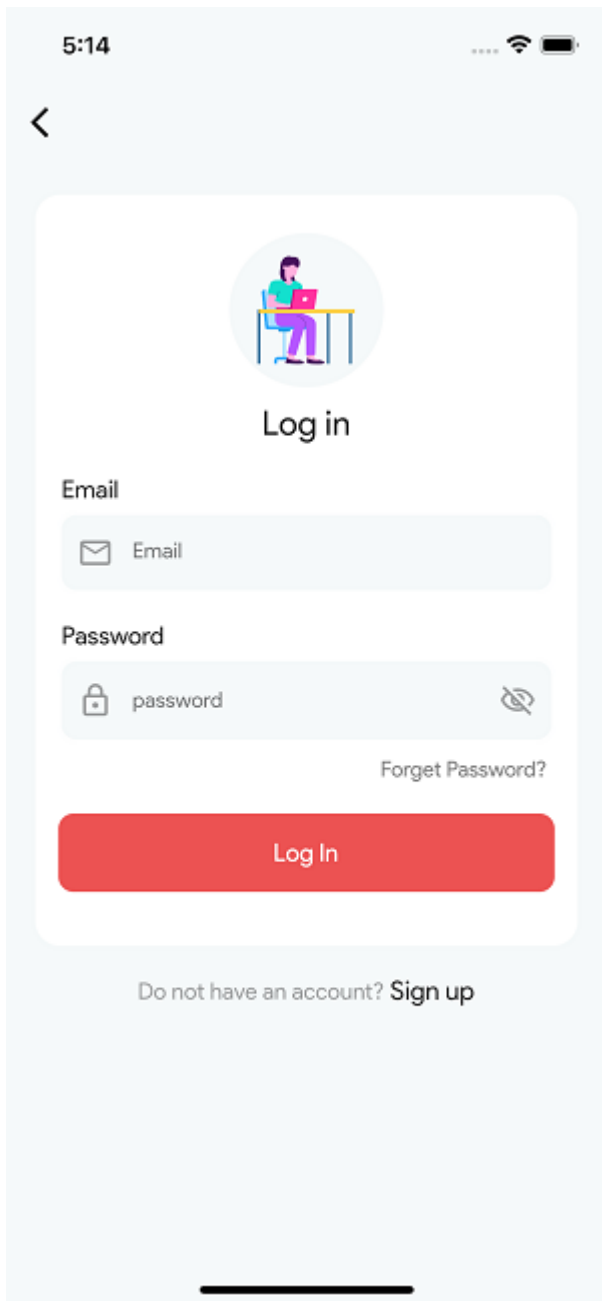 5:14
Log in
Email
Email
Password
password
Forget Password?
Log In
Do not have an account? Sign up